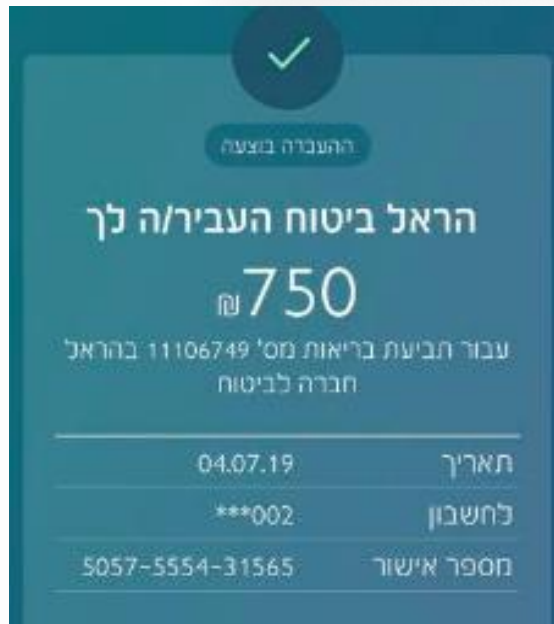 ההעברה בוצעה
הראל ביטוח העביר/ה לך
750₪
עבור תביעת בריאות מס' 11106749 בהראל
חברה לביטוח
תאריך 04.07.19
לחשבון 002***
מספר אישור 5057-5554-31565